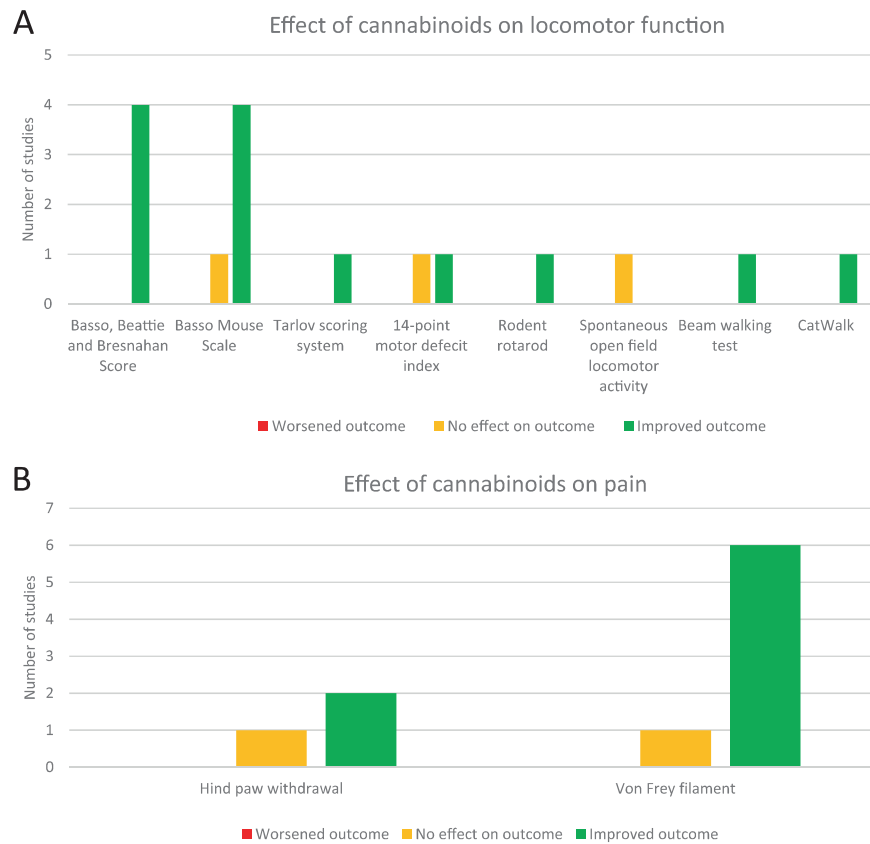 A
Effect of cannabinoids on locomotor function
Number of studies
5
4
3
2
1
0
Basso, Beattie
and Bresnahan
Score
Basso Mouse
Scale
Tarlov scoring
system
14-point
motor defecit
index
Rodent
rotarod
Spontaneous
open field
locomotor
activity
Beam walking
test
CatWalk
Worsened outcome
No effect on outcome
Improved outcome
B
Effect of cannabinoids on pain
Number of studies
7
6
5
4
3
2
1
0
Hind paw withdrawal
Von Frey filament
Worsened outcome
No effect on outcome
Improved outcome